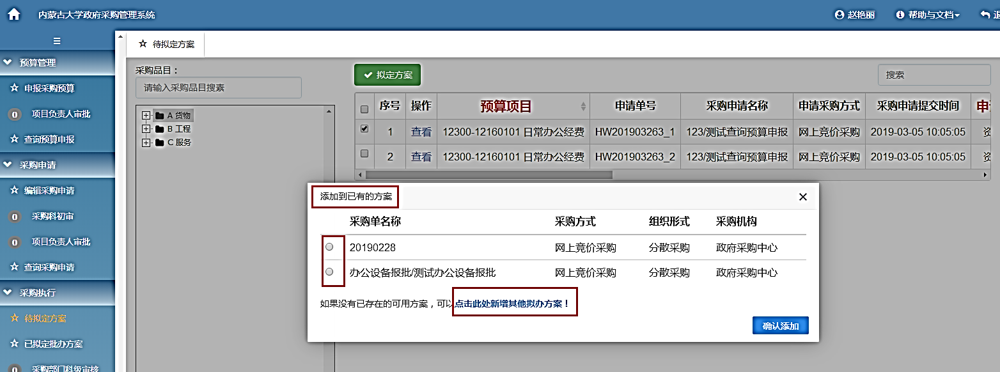 内蒙古大学政府采购管理系统
赵艳丽 帮助与文档
预算管理
申报采购预算
0 项目负责人审批
查询预算申报
采购申请
编辑采购申请
0 采购科初审
0 项目负责人审批
查询采购申请
采购执行
待拟定方案
已拟定批办方案
0 采购部门科级审核
待拟定方案
采购品目：
请输入采购品目搜素
A 货物
B 工程
C 服务
拟定方案 搜索
序号 操作 预算项目 申请单号 采购申请名称 申请采购方式 采购申请提交时间
1 查看 12300-12160101 日常办公经费 HW201903263_1 123/测试查询预算申报 网上竞价采购 2019-03-05 10:05:05
2 查看 12300-12160101 日常办公经费 HW201903263_2 123/测试查询预算申报 网上竞价采购 2019-03-05 10:05:05
添加到已有的方案
采购单名称 采购方式 组织形式 采购机构
20190228 网上竞价采购 分散采购 政府采购中心
办公设备报批/测试办公设备报批 网上竞价采购 分散采购 政府采购中心
如果没有已存在的可用方案，可以点击此处新增其他拟办方案！
确认添加